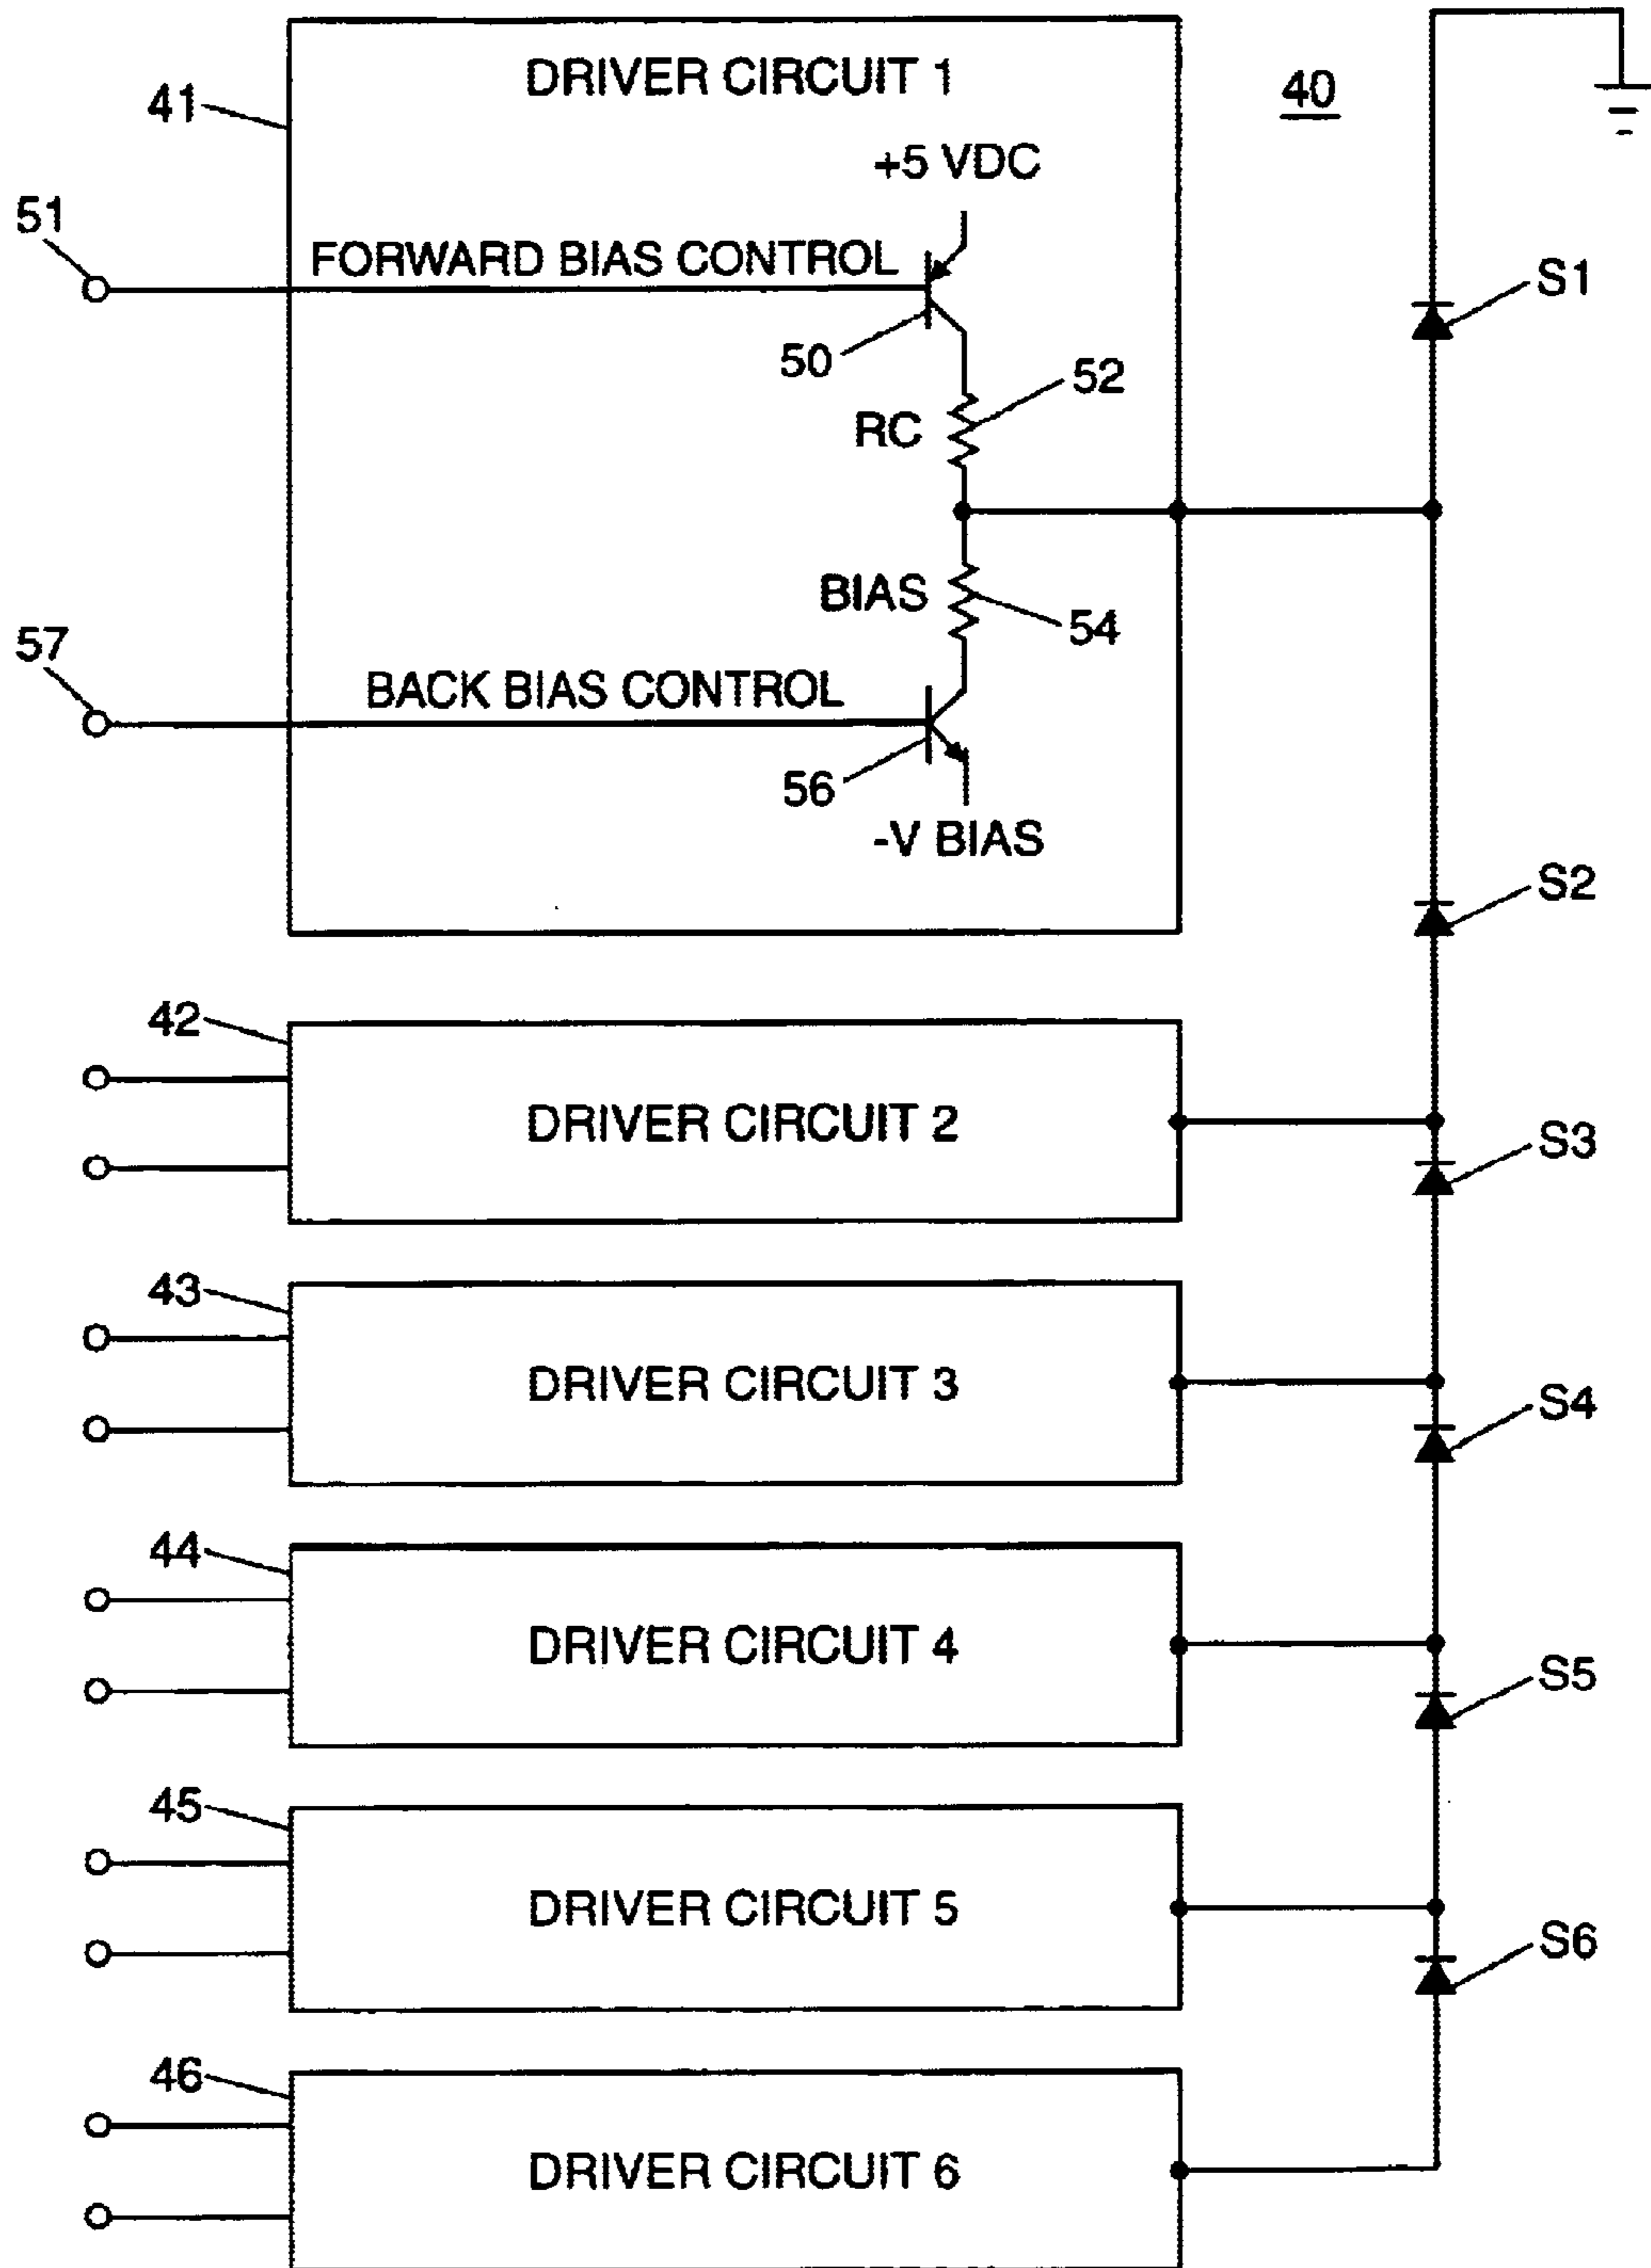 DRIVER CIRCUIT 1
41
40
+5 VDC
51
FORWARD BIAS CONTROL
S1
50
52
RC
BIAS
54
57
BACK BIAS CONTROL
56
-V BIAS
S2
42
DRIVER CIRCUIT 2
S3
43
DRIVER CIRCUIT 3
S4
44
DRIVER CIRCUIT 4
S5
45
DRIVER CIRCUIT 5
S6
46
DRIVER CIRCUIT 6